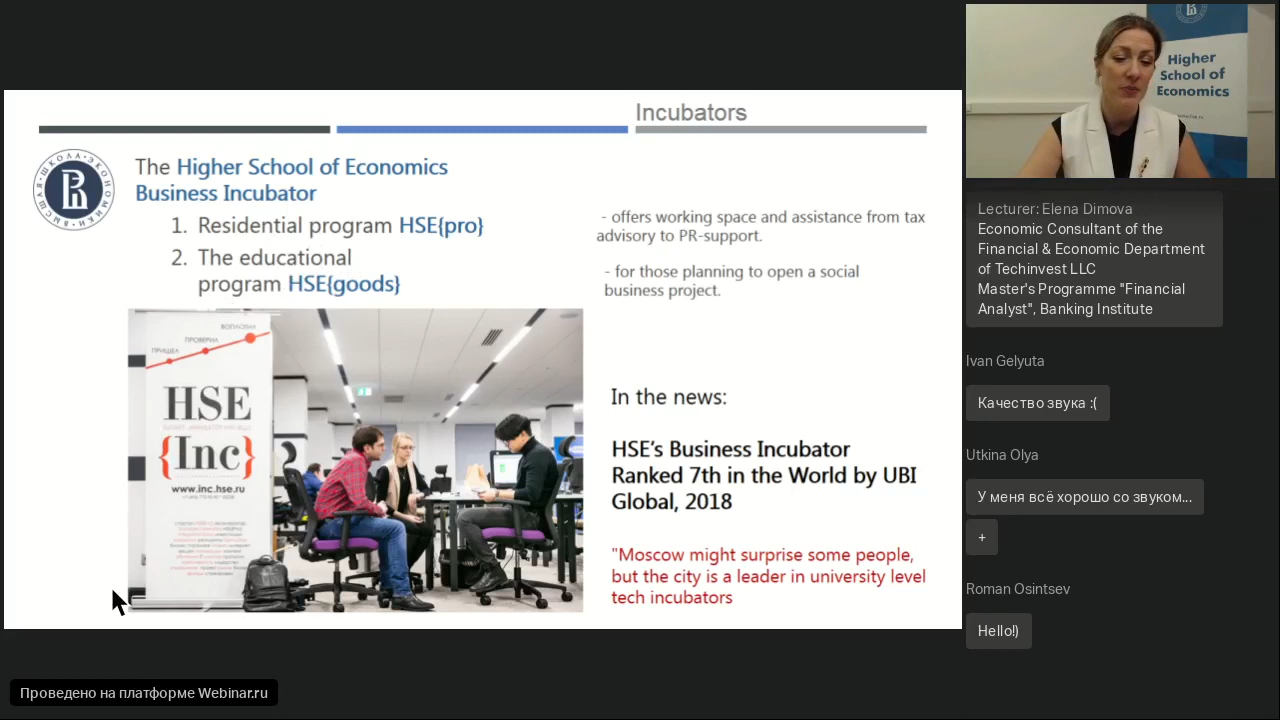 Incubators
ВЫСШАЯ ШКОЛА ЭКОНОМИКИ
The Higher School of Economics
Business Incubator
1. Residential program HSE{pro}
2. The educational
program HSE{goods}
- offers working space and assistance from tax
advisory to PR-support.
- for those planning to open a social
business project.
ВОПЛОТИЛ
ПРОВЕРИЛ
ПРИШЕЛ
HSE
{Inc}
www.inc.hse.ru
In the news:
HSE’s Business Incubator
Ranked 7th in the World by UBI
Global, 2018
"Moscow might surprise some people,
but the city is a leader in university level
tech incubators
Higher
School of
Economics
Lecturer: Elena Dimova
Economic Consultant of the
Financial & Economic Department
of Techinvest LLC
Master's Programme "Financial
Analyst", Banking Institute
Ivan Gelyuta
Качество звука :(
Utkina Olya
У меня всё хорошо со звуком...
+
Roman Osintsev
Hello!)
Проведено на платформе Webinar.ru